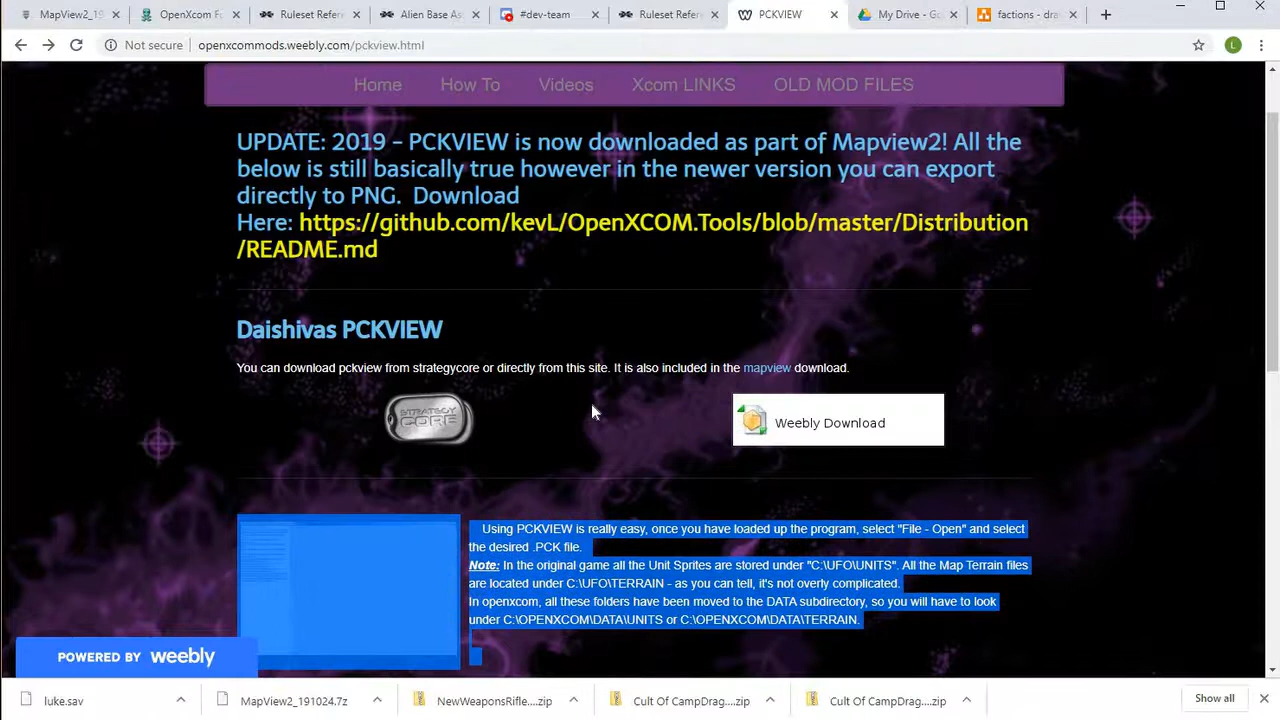 MapView2_19
OpenXcom F
Ruleset Refer
Alien Base As
#dev-team
Ruleset Refer
PCKVIEW
My Drive - Go
factions - dra
Not secure
openxcommods.weebly.com/pckview.html
L
Home
How To
Videos
Xcom LINKS
OLD MOD FILES
UPDATE: 2019 - PCKVIEW is now downloaded as part of Mapview2! All the
below is still basically true however in the newer version you can export
directly to PNG. Download
Here: https://github.com/kevL/OpenXCOM.Tools/blob/master/Distribution
/README.md
Daishivas PCKVIEW
You can download pckview from strategycore or directly from this site. It is also included in the mapview download.
STRATEGY
CORE
Weebly Download
Using PCKVIEW is really easy, once you have loaded up the program, select "File - Open" and select
the desired .PCK file.
Note: In the original game all the Unit Sprites are stored under "C:\UFO\UNITS". All the Map Terrain files
are located under C:\UFO\TERRAIN - as you can tell, it's not overly complicated.
In openxcom, all these folders have been moved to the DATA subdirectory, so you will have to look
under C:\OPENXCOM\DATA\UNITS or C:\OPENXCOM\DATA\TERRAIN.
POWERED BY weebly
luke.sav
MapView2_191024.7z
NewWeaponsRifle....zip
Cult Of CampDrag....zip
Cult Of CampDrag....zip
Show all